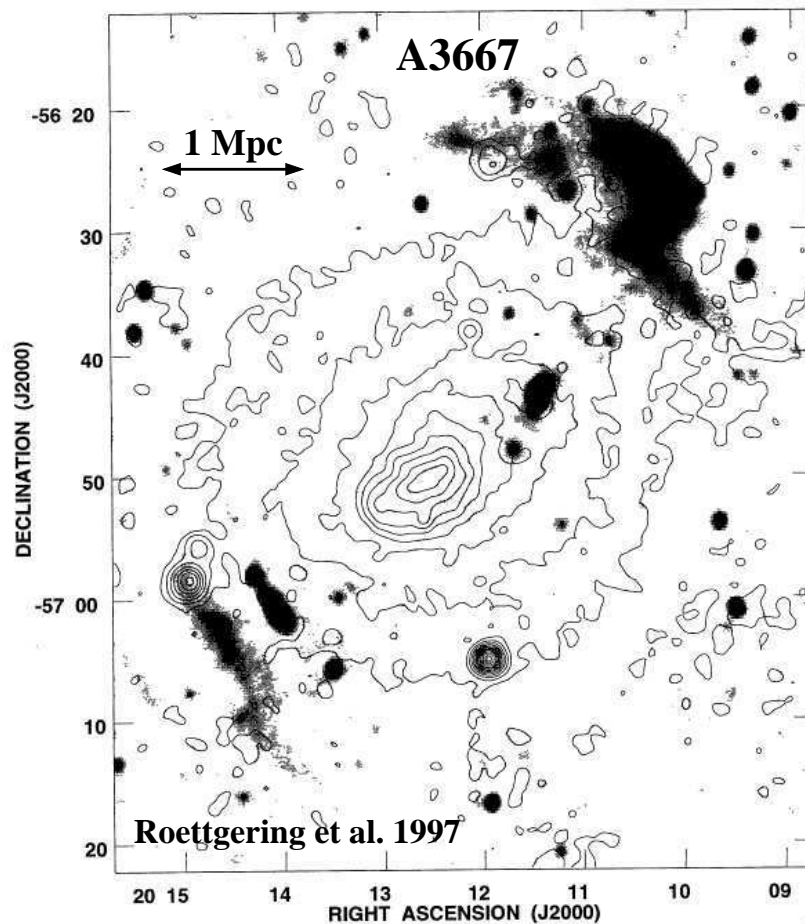 A3667
1 Mpc
-56 20
30
40
50
-57 00
10
20
DECLINATION (J2000)
Roettgering et al. 1997
20 15 14 13 12 11 10 09
RIGHT ASCENSION (J2000)